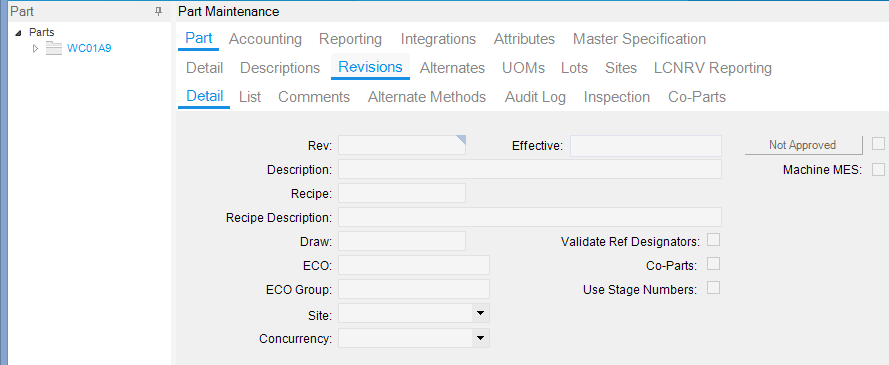 Part
Parts
WC01A9
Part Maintenance
Part Accounting Reporting Integrations Attributes Master Specification
Detail Descriptions Revisions Alternates UOMs Lots Sites LCNRV Reporting
Detail List Comments Alternate Methods Audit Log Inspection Co-Parts
Rev: Effective: Not Approved
Description: Machine MES:
Recipe:
Recipe Description:
Draw: Validate Ref Designators:
ECO: Co-Parts:
ECO Group: Use Stage Numbers:
Site:
Concurrency: